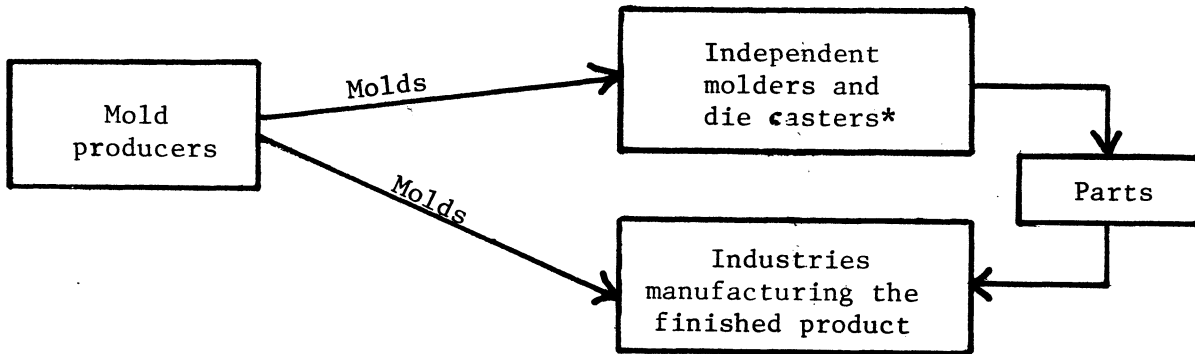 Mold
producers
Molds
Molds
Independent
molders and
die casters*
Parts
Industries
manufacturing the
finished product